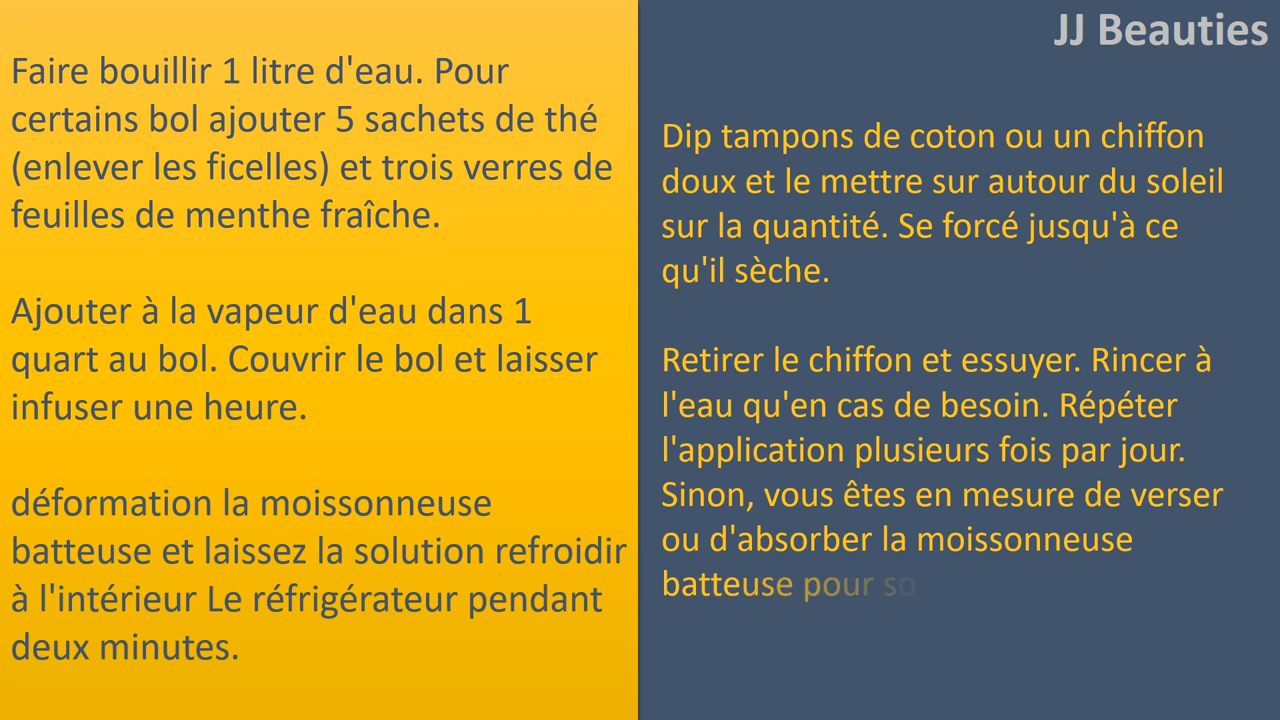 Faire bouillir 1 litre d'eau. Pour
certains bol ajouter 5 sachets de thé
(enlever les ficelles) et trois verres de
feuilles de menthe fraîche.
Ajouter à la vapeur d'eau dans 1
quart au bol. Couvrir le bol et laisser
infuser une heure.
déformation la moissonneuse
batteuse et laissez la solution refroidir
à l'intérieur Le réfrigérateur pendant
deux minutes.
JJ Beauties
Dip tampons de coton ou un chiffon
doux et le mettre sur autour du soleil
sur la quantité. Se forcé jusqu'à ce
qu'il sèche.
Retirer le chiffon et essuyer. Rincer à
l'eau qu'en cas de besoin. Répéter
l'application plusieurs fois par jour.
Sinon, vous êtes en mesure de verser
ou d'absorber la moissonneuse
batteuse pour so